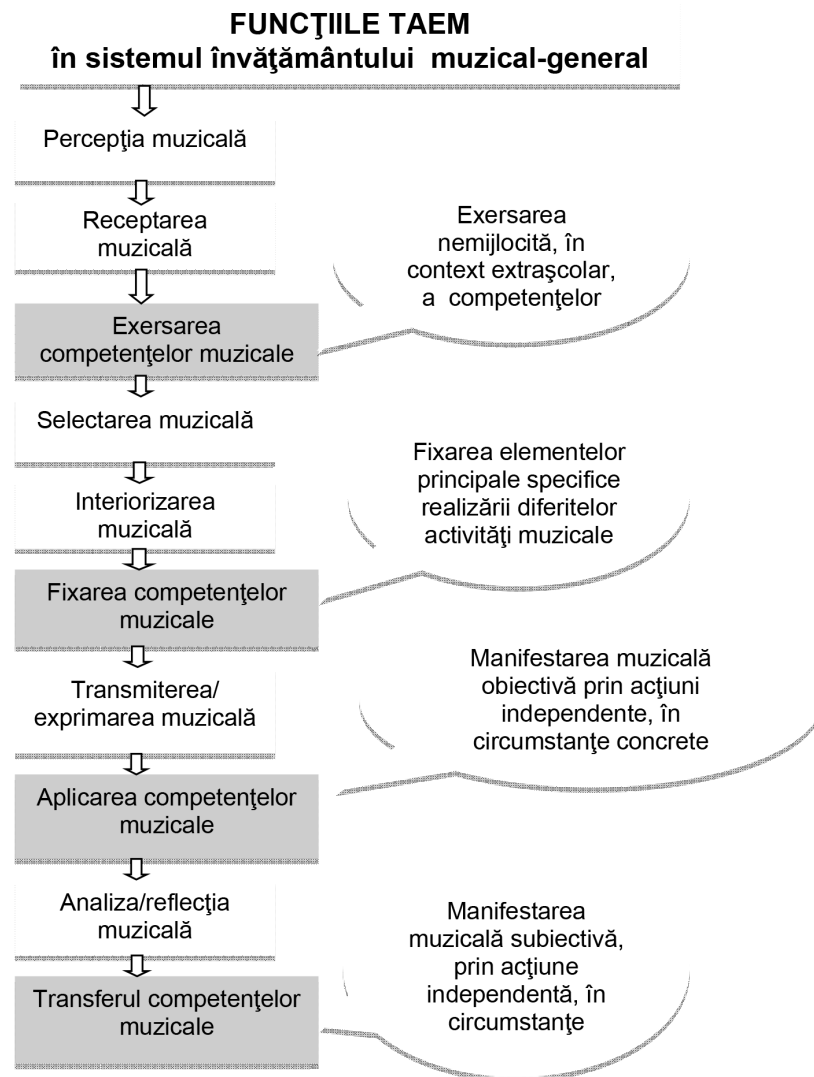 FUNCŢIILE TAEM
în sistemul învăţământului muzical-general
Percepţia muzicală
Receptarea
muzicală
Exersarea
nemijlocită, în
context extraşcolar,
a competenţelor
Exersarea
competenţelor muzicale
Selectarea muzicală
Interiorizarea
muzicală
Fixarea elementelor
principale specifice
realizării diferitelor
activităţi muzicale
Fixarea competenţelor
muzicale
Transmiterea/
exprimarea muzicală
Manifestarea muzicală
obiectivă prin acţiuni
independente, în
circumstanţe concrete
Aplicarea competenţelor
muzicale
Analiza/reflecţia
muzicală
Manifestarea
muzicală subiectivă,
prin acţiune
independentă, în
circumstanţe
Transferul competenţelor
muzicale